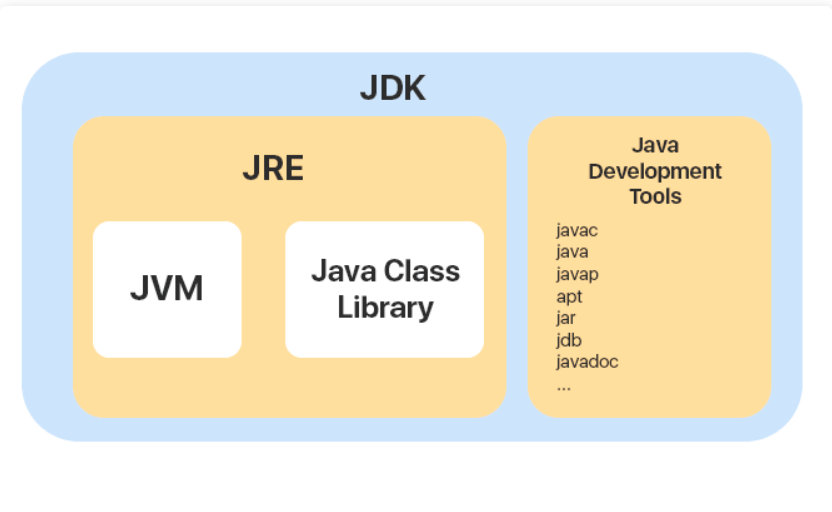 JDK
JRE
JVM
Java Class
Library
Java
Development
Tools
javac
java
javap
apt
jar
jdb
javadoc
...